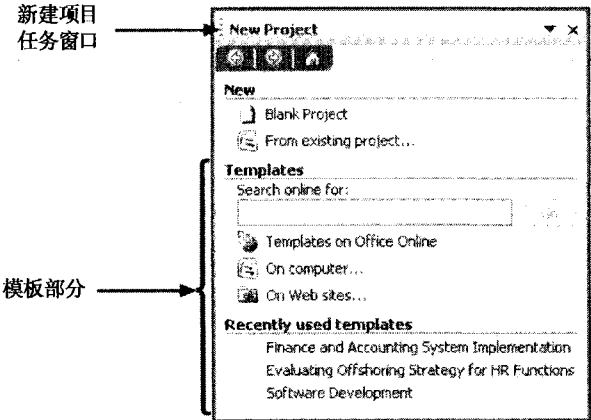 新建项目
任务窗口
New Project
New
Blank Project
From existing project...
Templates
Search online for:
Templates on Office Online
On computer...
On Web sites...
模板部分
Recently used templates
Finance and Accounting System Implementation
Evaluating Offshoring Strategy for HR Functions
Software Development